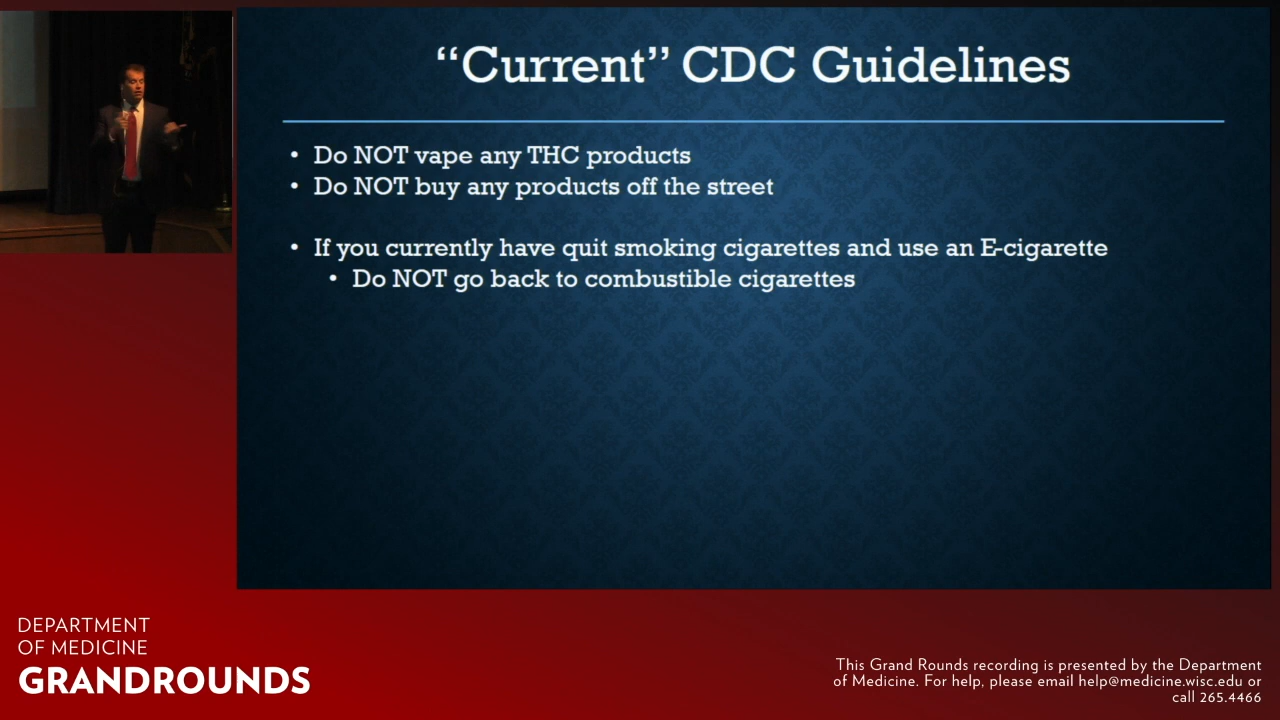 “Current” CDC Guidelines
• Do NOT vape any THC products
• Do NOT buy any products off the street
• If you currently have quit smoking cigarettes and use an E-cigarette
• Do NOT go back to combustible cigarettes
DEPARTMENT
OF MEDICINE
GRANDROUNDS
This Grand Rounds recording is presented by the Department
of Medicine. For help, please email help@medicine.wisc.edu or
call 265.4466